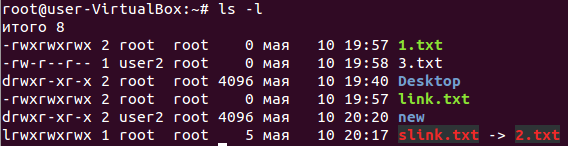 root@user-VirtualBox:~# ls -l
итого 8
-rwxrwxrwx 2 root  root     0 мая   10 19:57 1.txt
-rw-r--r-- 1 user2 root     0 мая   10 19:58 3.txt
drwxr-xr-x 2 root  root  4096 мая   10 19:40 Desktop
-rwxrwxrwx 2 root  root     0 мая   10 19:57 link.txt
drwxr-xr-x 2 user2 root  4096 мая   10 20:20 new
lrwxrwxrwx 1 root  root     5 мая   10 20:17 slink.txt -> 2.txt